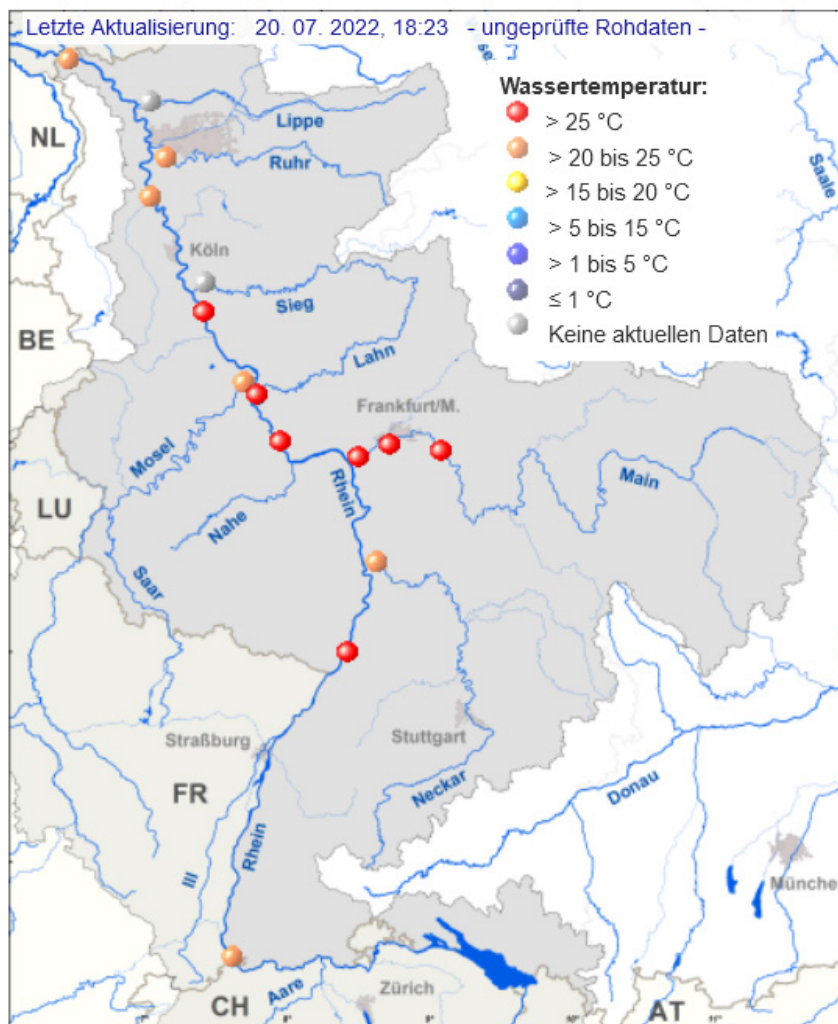 Letzte Aktualisierung: 20. 07. 2022, 18:23 - ungeprüfte Rohdaten -
Wassertemperatur:
> 25 °C
> 20 bis 25 °C
> 15 bis 20 °C
> 5 bis 15 °C
> 1 bis 5 °C
≤ 1 °C
Keine aktuellen Daten
Lippe
NL
Ruhr
Saale
Köln
Sieg
BE
Lahn
Frankfurt/M.
Mosel
Rhein
Main
LU
Nahe
Saar
Straßburg
Stuttgart
FR
Neckar
Donau
Rhein
Ill
Münche
Zürich
Aare
CH
AT